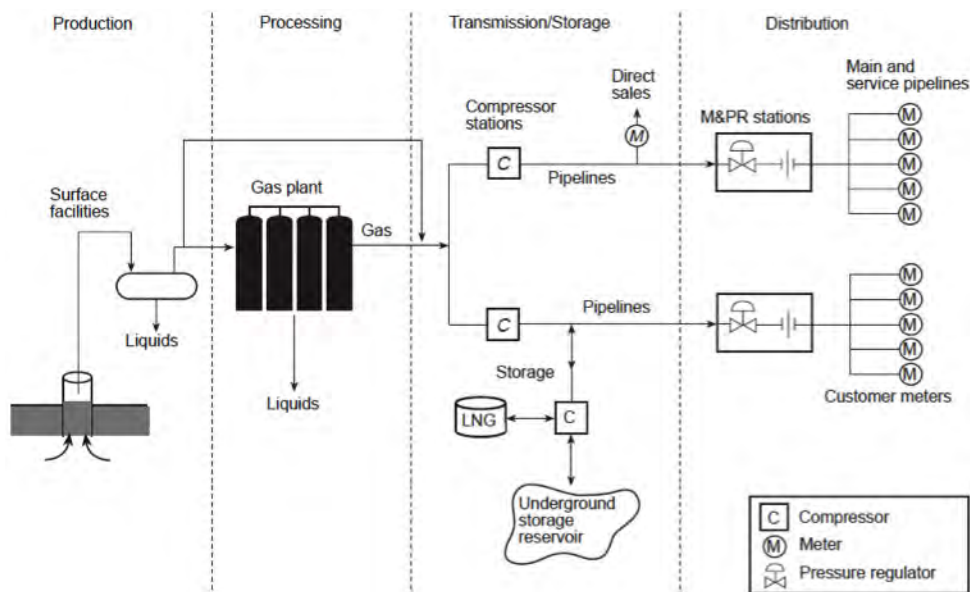 Production
Processing
Transmission/Storage
Distribution
Main and
service pipelines
Direct
sales
Compressor
stations
M&PR stations
M
M
M
M
M
M
C
Pipelines
Surface
facilities
Gas plant
Gas
Liquids
Liquids
C
Pipelines
M
M
M
M
M
Customer meters
Storage
LNG
C
Underground
storage
reservoir
C Compressor
M Meter
Pressure regulator